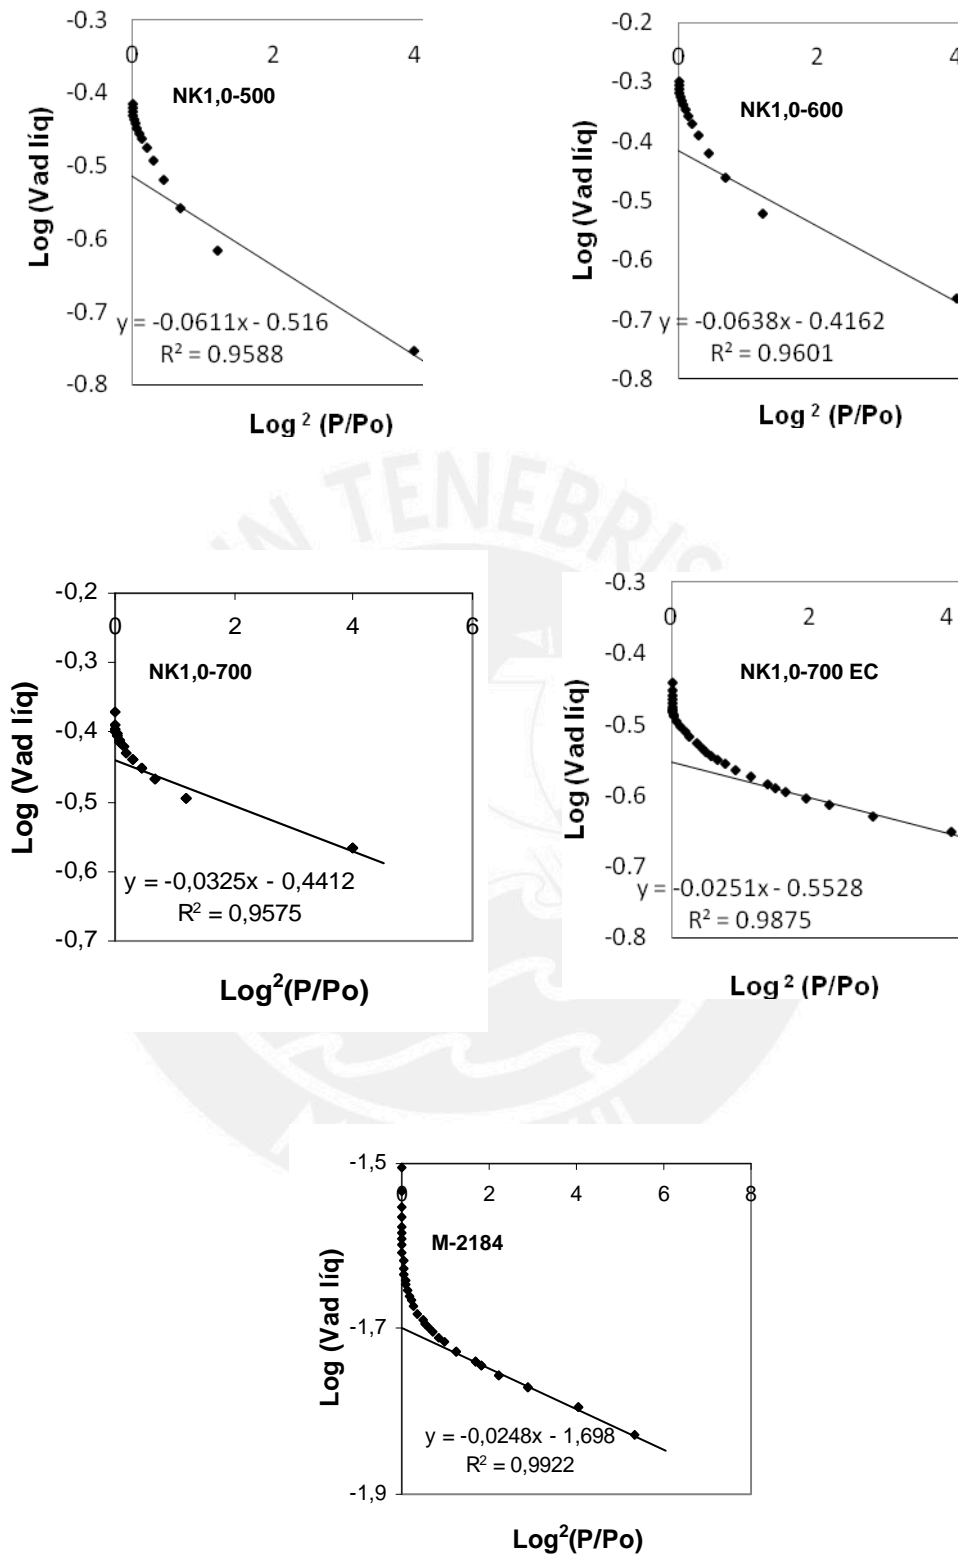 -0.3
0
2
4
-0.4
NK1,0-500
-0.5
-0.6
-0.7
-0.8
Log (Vad líq)
y = -0.0611x - 0.516
R² = 0.9588
Log ² (P/Po)
-0.2
0
2
4
-0.3
NK1,0-600
-0.4
-0.5
-0.6
-0.7
-0.8
Log (Vad líq)
y = -0.0638x - 0.4162
R² = 0.9601
Log ² (P/Po)
IN TENEBRIS
-0,2
0
2
4
6
-0,3
NK1,0-700
-0,4
-0,5
-0,6
-0,7
Log (Vad líq)
y = -0,0325x - 0,4412
R² = 0,9575
Log²(P/Po)
-0.3
0
2
4
-0.4
NK1,0-700 EC
-0.5
-0.6
-0.7
-0.8
Log (Vad líq)
y = -0.0251x - 0.5528
R² = 0.9875
Log ² (P/Po)
-1,5
0
2
4
6
8
M-2184
-1,7
-1,9
Log (Vad líq)
y = -0,0248x - 1,698
R² = 0,9922
Log²(P/Po)